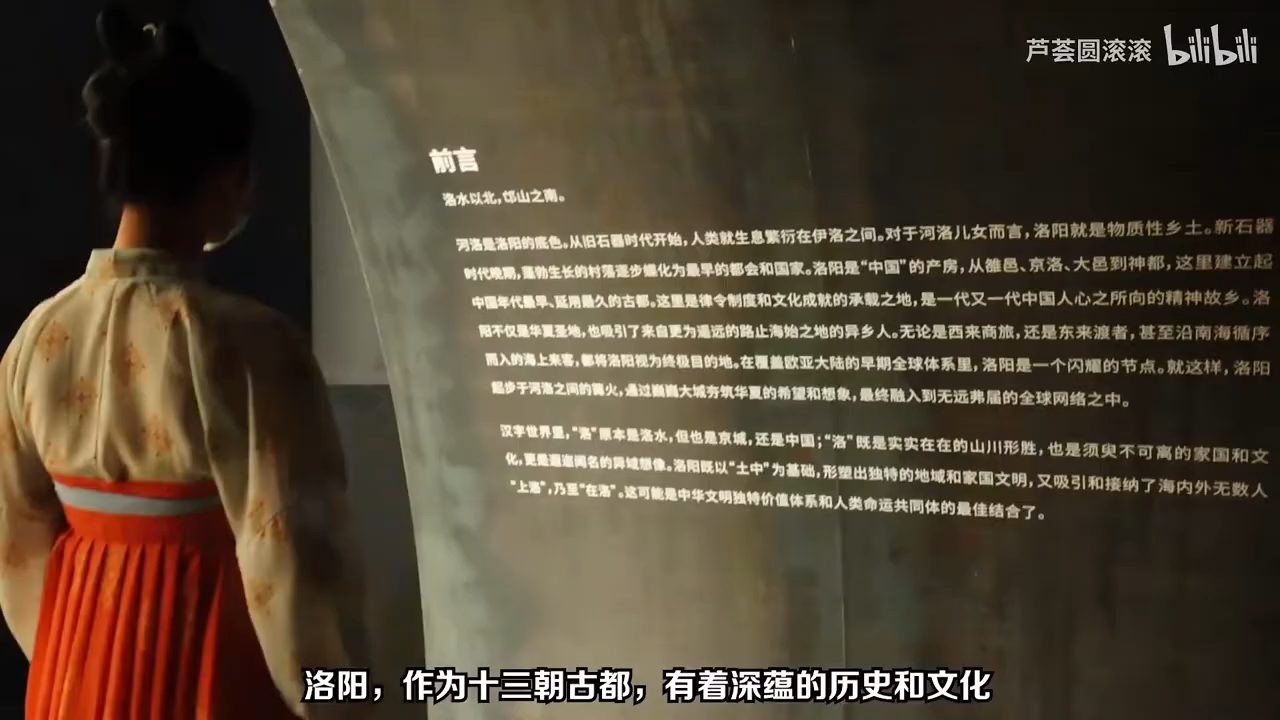 芦荟圆滚滚 bilibili
前言
洛水以北,邙山之南。
河洛是洛阳的底色。从旧石器时代开始,人类就生息繁衍在伊洛之间。对于河洛儿女而言,洛阳就是物质性乡土。新石器
时代晚期,蓬勃生长的村落逐步蝶化为最早的都会和国家。洛阳是“中国”的产房,从雒邑、京洛、大邑到神都,这里建立起
中国年代最早、延用最久的古都。这里是律令制度和文化成就的承载之地,是一代又一代中国人心之所向的精神故乡。洛
阳不仅是华夏圣地,也吸引了来自更为遥远的路止海始之地的异乡人。无论是西来商旅,还是东来渡者,甚至沿南海循序
而入的海上来客,都将洛阳视为终极目的地。在覆盖欧亚大陆的早期全球体系里,洛阳是一个闪耀的节点。就这样,洛阳
起步于河洛之间的篝火,通过巍巍大城夯筑华夏的希望和想象,最终融入到无远弗届的全球网络之中。
汉字世界里,“洛”原本是洛水,但也是京城,还是中国;“洛”既是实实在在的山川形胜,也是须臾不可离的家国和文
化,更是遐迩闻名的异域想像。洛阳既以“土中”为基础,形塑出独特的地域和家国文明,又吸引和接纳了海内外无数人
“上洛”,乃至“在洛”。这可能是中华文明独特价值体系和人类命运共同体的最佳结合了。
洛阳，作为十三朝古都，有着深蕴的历史和文化